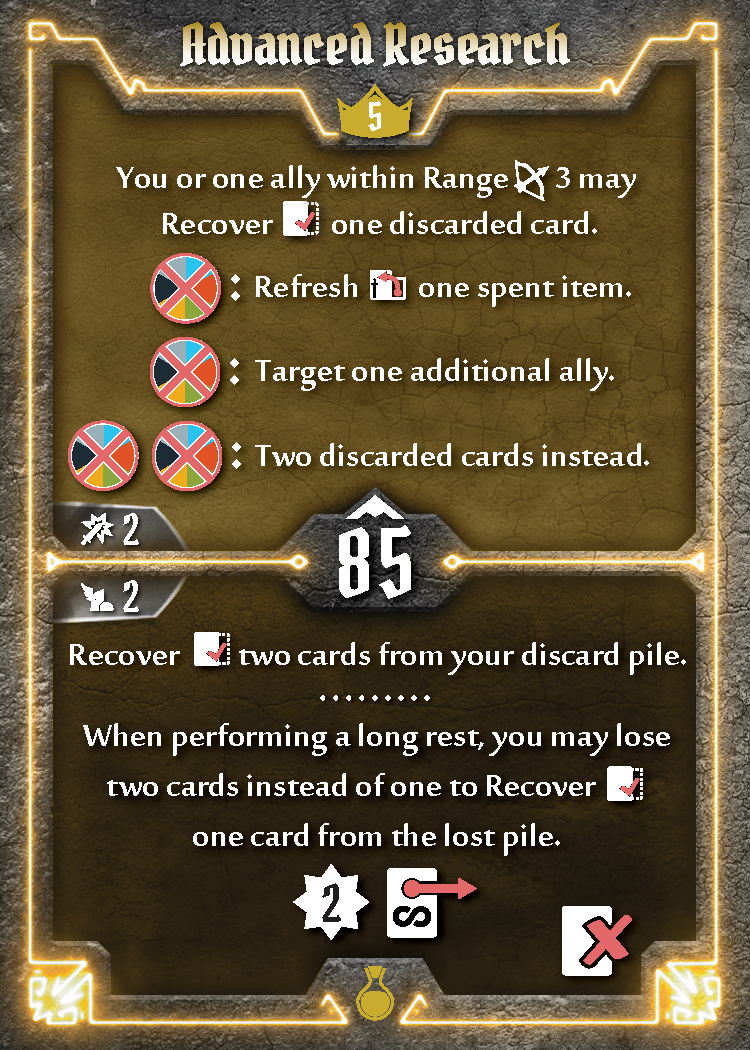 Advanced Research
5
You or one ally within Range 3 may
Recover one discarded card.
: Refresh one spent item.
: Target one additional ally.
: Two discarded cards instead.
2
85
2
Recover two cards from your discard pile.
.........
When performing a long rest, you may lose
two cards instead of one to Recover
one card from the lost pile.
2